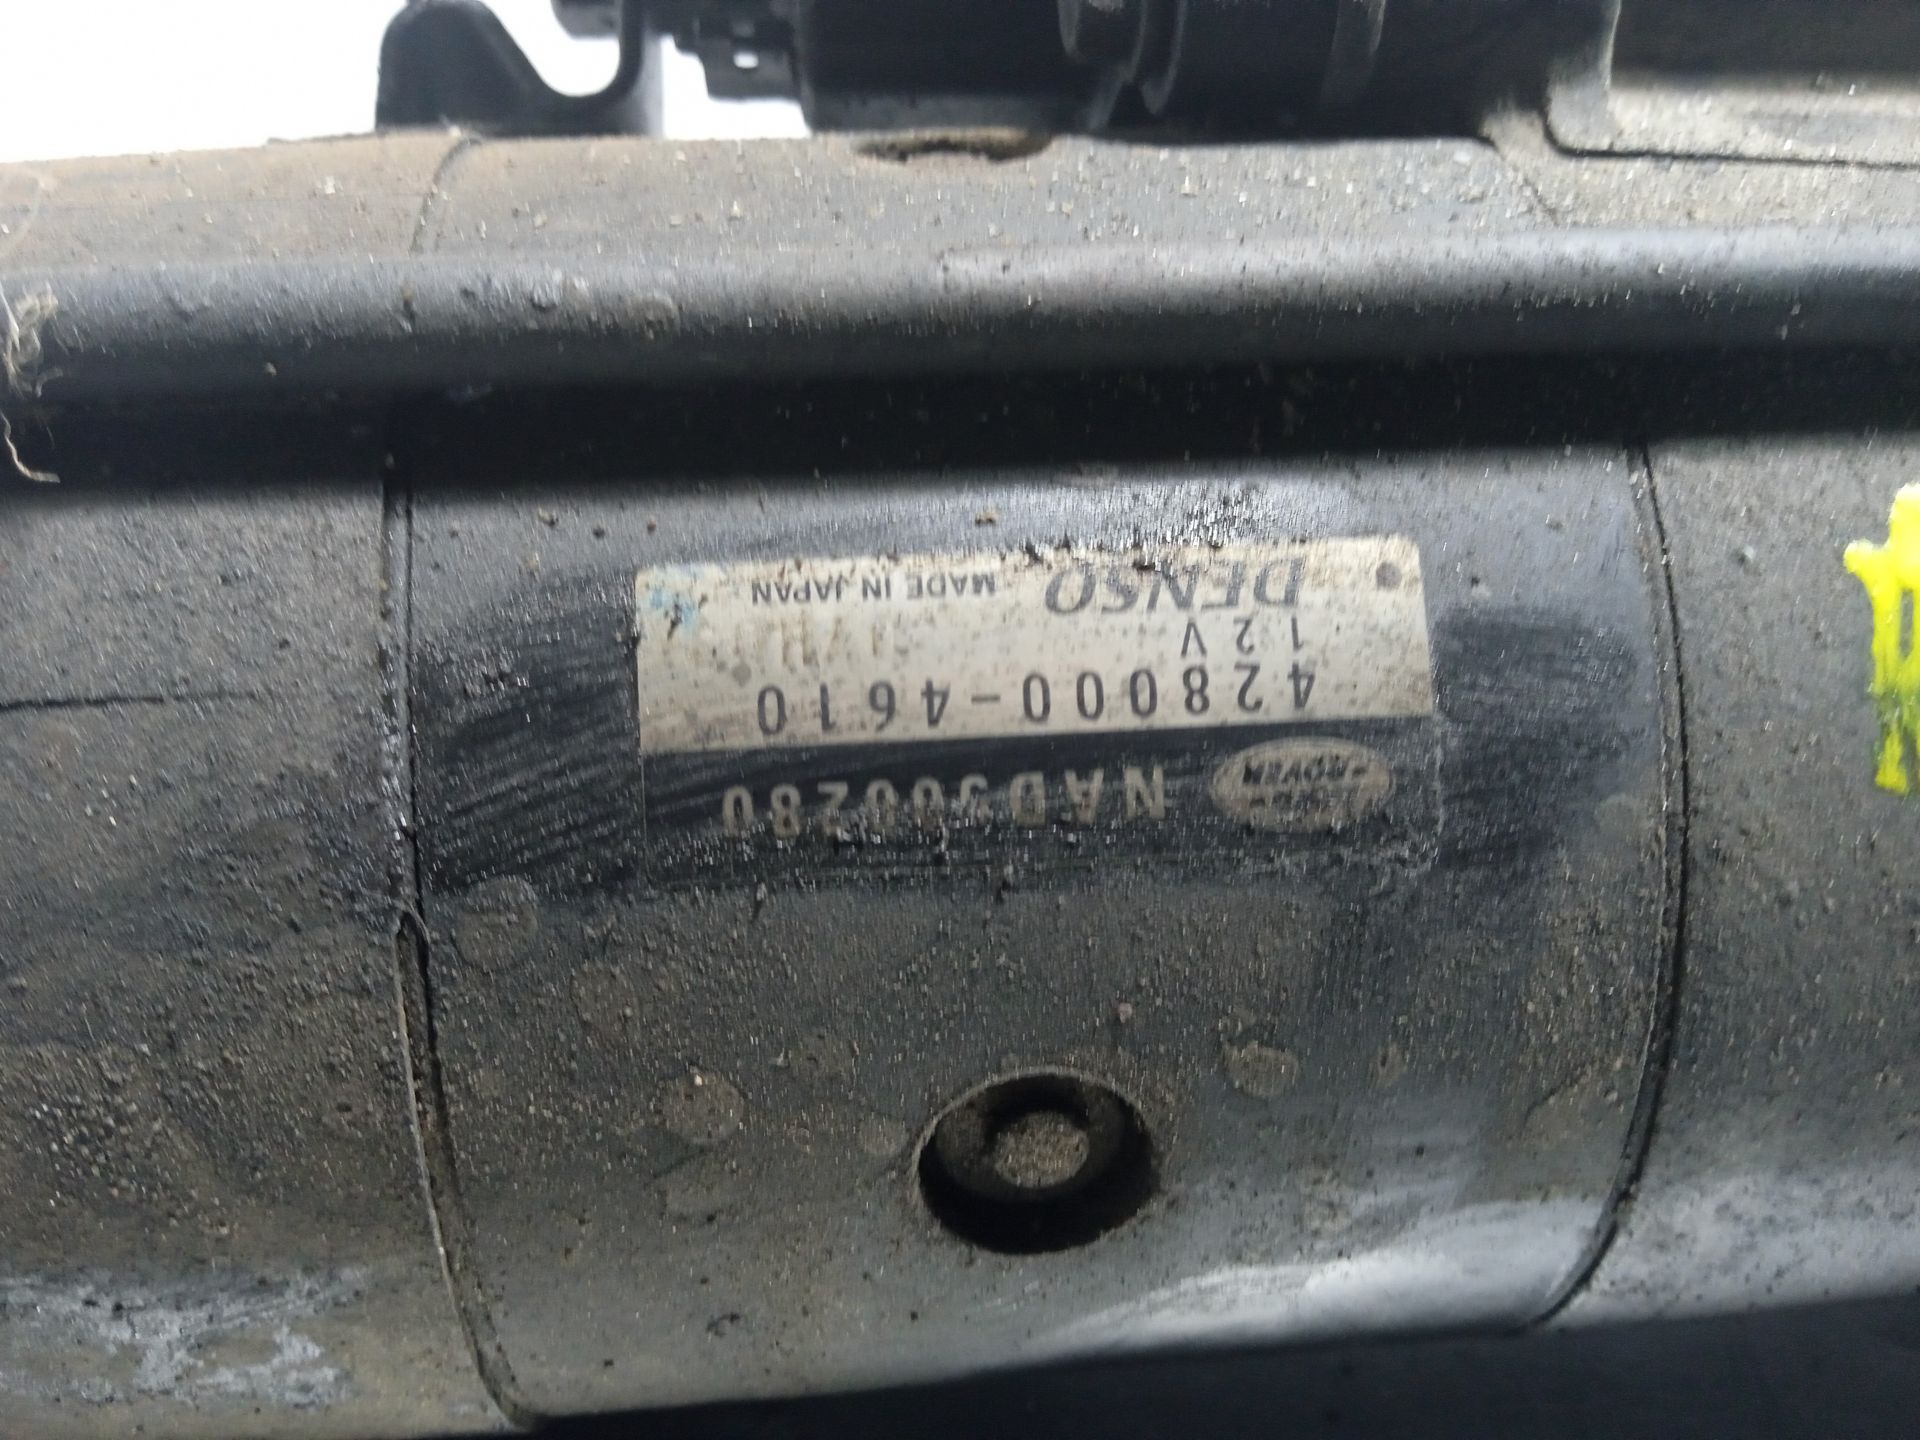 NAD500280
428000-4610
12V
DENSO MADE IN JAPAN